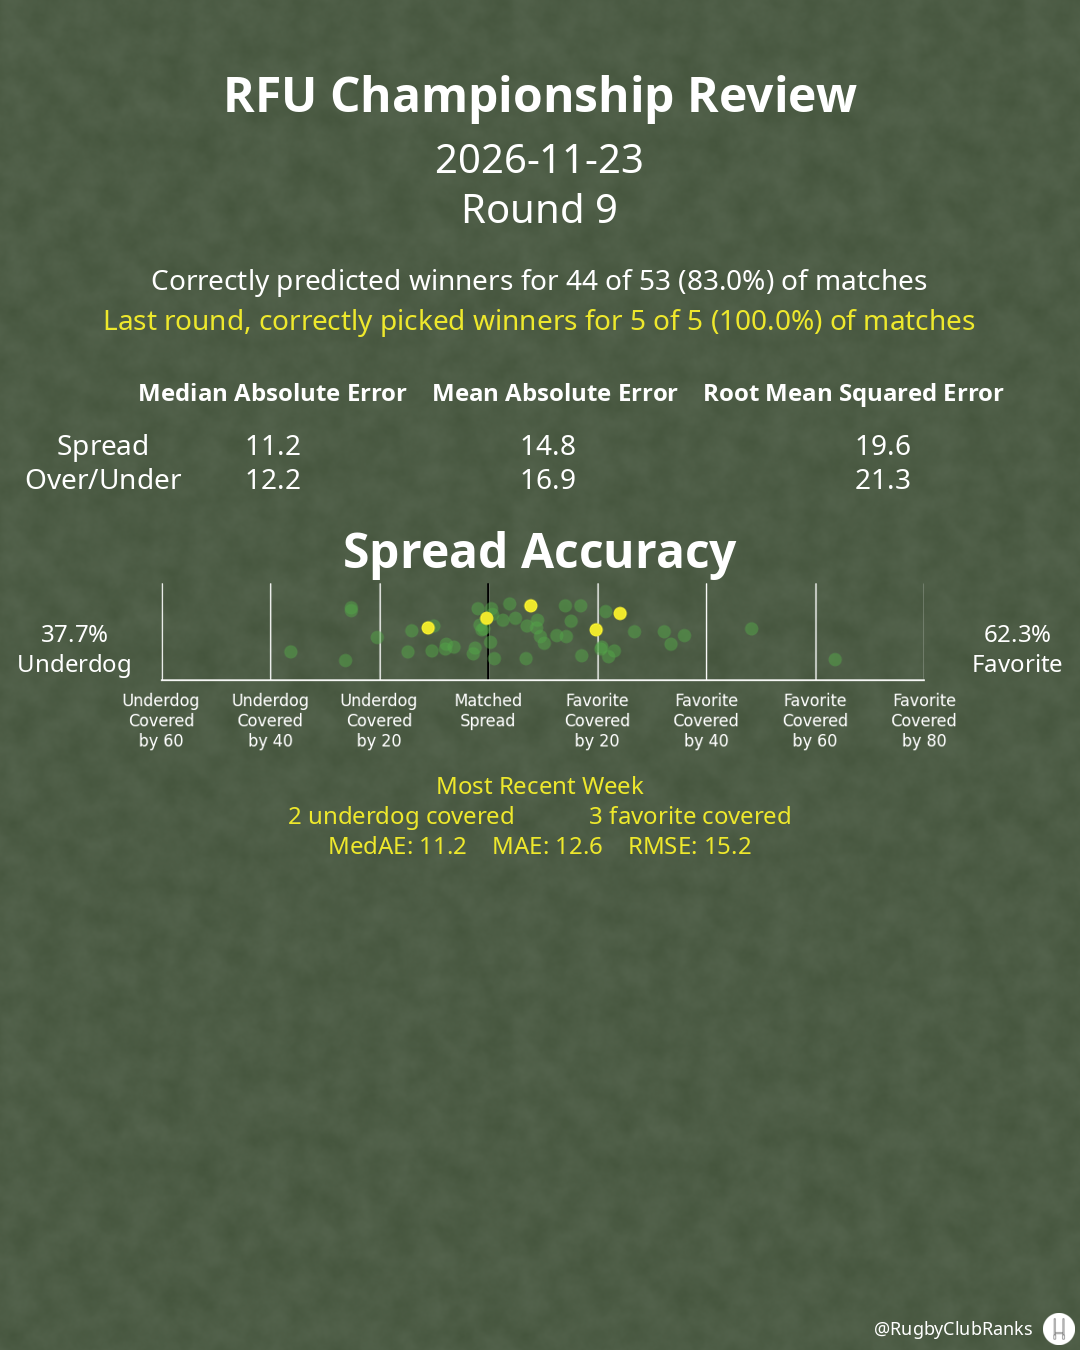 RFU Championship Review
2026-11-23
Round 9
Correctly predicted winners for 44 of 53 (83.0%) of matches
Last round, correctly picked winners for 5 of 5 (100.0%) of matches
Median Absolute Error Mean Absolute Error Root Mean Squared Error
Spread 11.2 14.8 19.6
Over/Under 12.2 16.9 21.3
Spread Accuracy
37.7% 62.3%
Underdog Favorite
Underdog Underdog Underdog Matched Favorite Favorite Favorite Favorite
Covered Covered Covered Spread Covered Covered Covered Covered
by 60 by 40 by 20 by 20 by 40 by 60 by 80
Most Recent Week
2 underdog covered 3 favorite covered
MedAE: 11.2 MAE: 12.6 RMSE: 15.2
@RugbyClubRanks